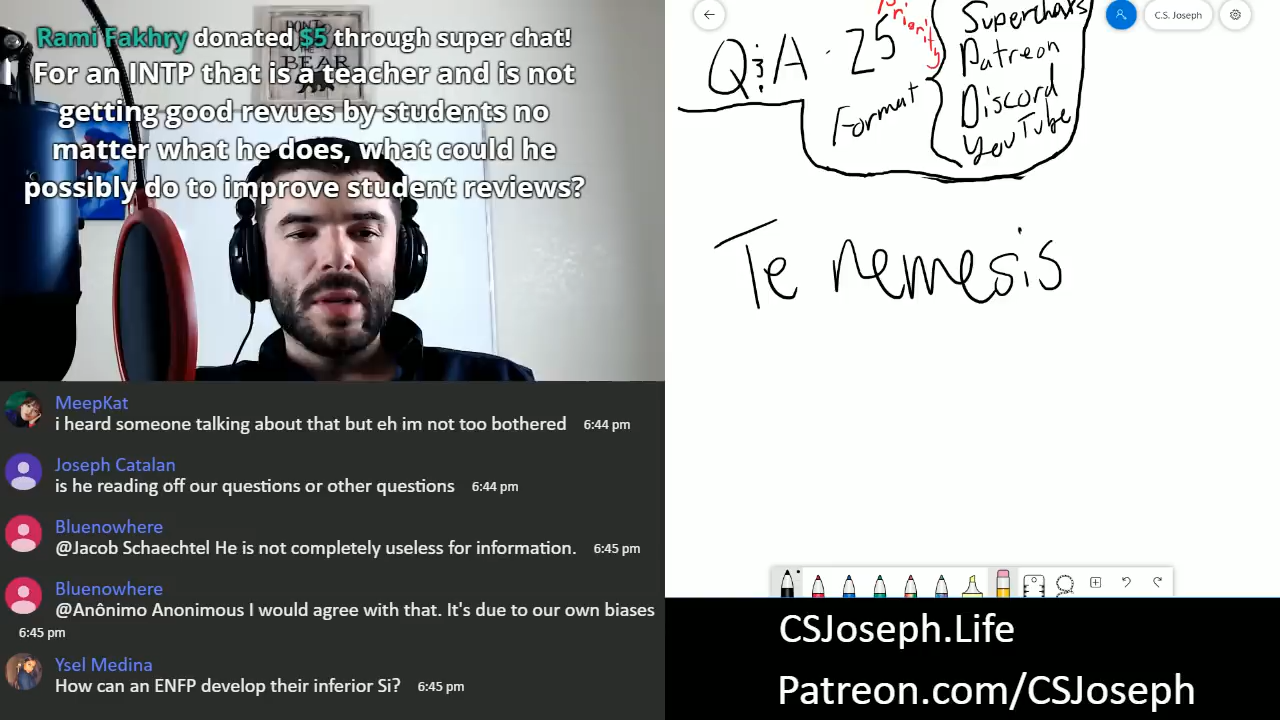 Rami Fakhry donated $5 through super chat!
For an INTP that is a teacher and is not
getting good revues by students no
matter what he does, what could he
possibly do to improve student reviews?
DON'T
BEAR
MeepKat
i heard someone talking about that but eh im not too bothered 6:44 pm
Joseph Catalan
is he reading off our questions or other questions 6:44 pm
Bluenowhere
@Jacob Schaechtel He is not completely useless for information. 6:45 pm
Bluenowhere
@Anônimo Anonimous I would agree with that. It's due to our own biases
6:45 pm
Ysel Medina
How can an ENFP develop their inferior Si? 6:45 pm
C.S. Joseph
Q&A - 25
Format
Priority
Superchats
Patreon
Discord
YouTube
Te nemesis
CSJoseph.Life
Patreon.com/CSJoseph